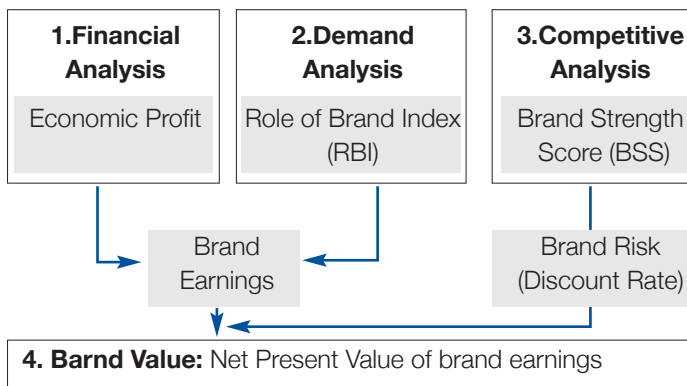 1.Financial
Analysis
Economic Profit
2.Demand
Analysis
Role of Brand Index
(RBI)
3.Competitive
Analysis
Brand Strength
Score (BSS)
Brand
Earnings
Brand Risk
(Discount Rate)
4. Barnd Value: Net Present Value of brand earnings